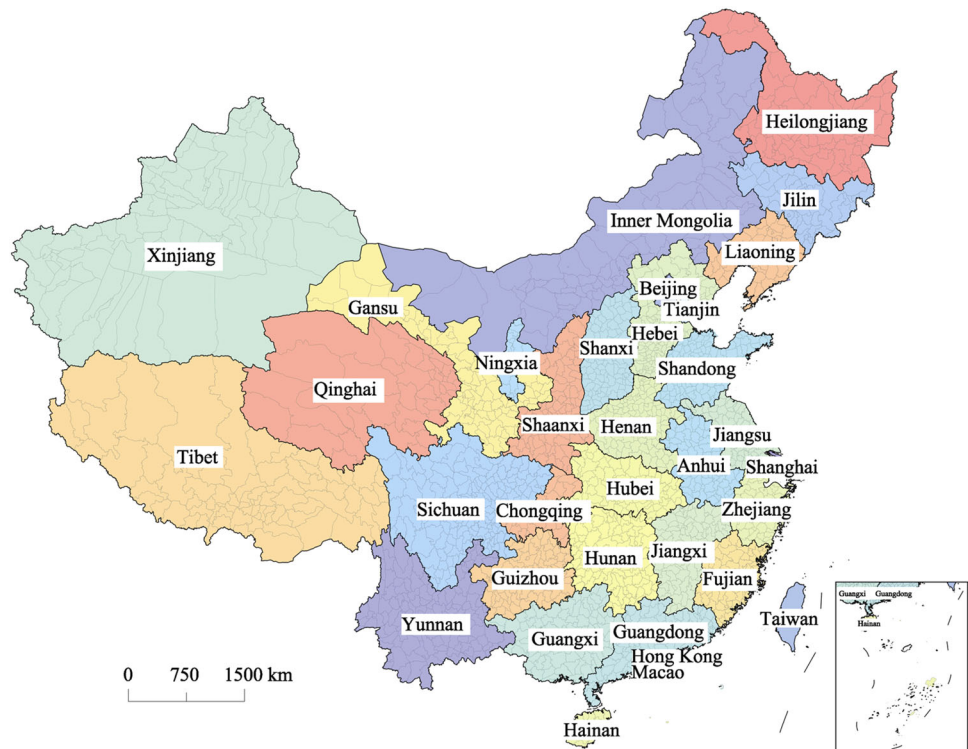 Heilongjiang
Jilin
Inner Mongolia
Liaoning
Xinjiang
Beijing
Gansu
Tianjin
Hebei
Shanxi
Ningxia
Shandong
Qinghai
Shaanxi
Henan
Jiangsu
Tibet
Anhui
Shanghai
Hubei
Sichuan
Chongqing
Zhejiang
Hunan
Jiangxi
Guizhou
Fujian
Guangxi Guangdong
Hainan
Taiwan
Yunnan
Guangxi
Guangdong
Hong Kong
Macao
0 750 1500 km
Hainan